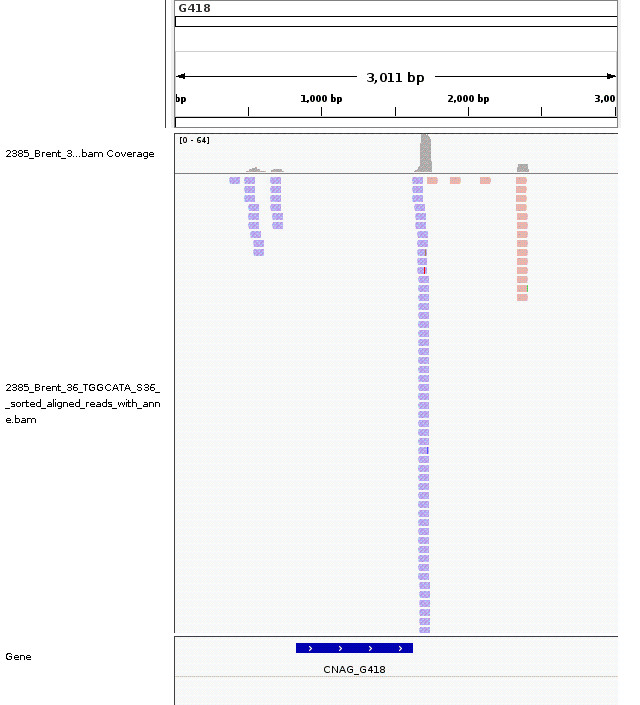 G418
3,011 bp
bp 1,000 bp 2,000 bp 3,00
[0 - 64]
2385_Brent_3...bam Coverage
2385_Brent_36_TGGCATA_S36_
_sorted_aligned_reads_with_ann
e.bam
Gene
CNAG_G418